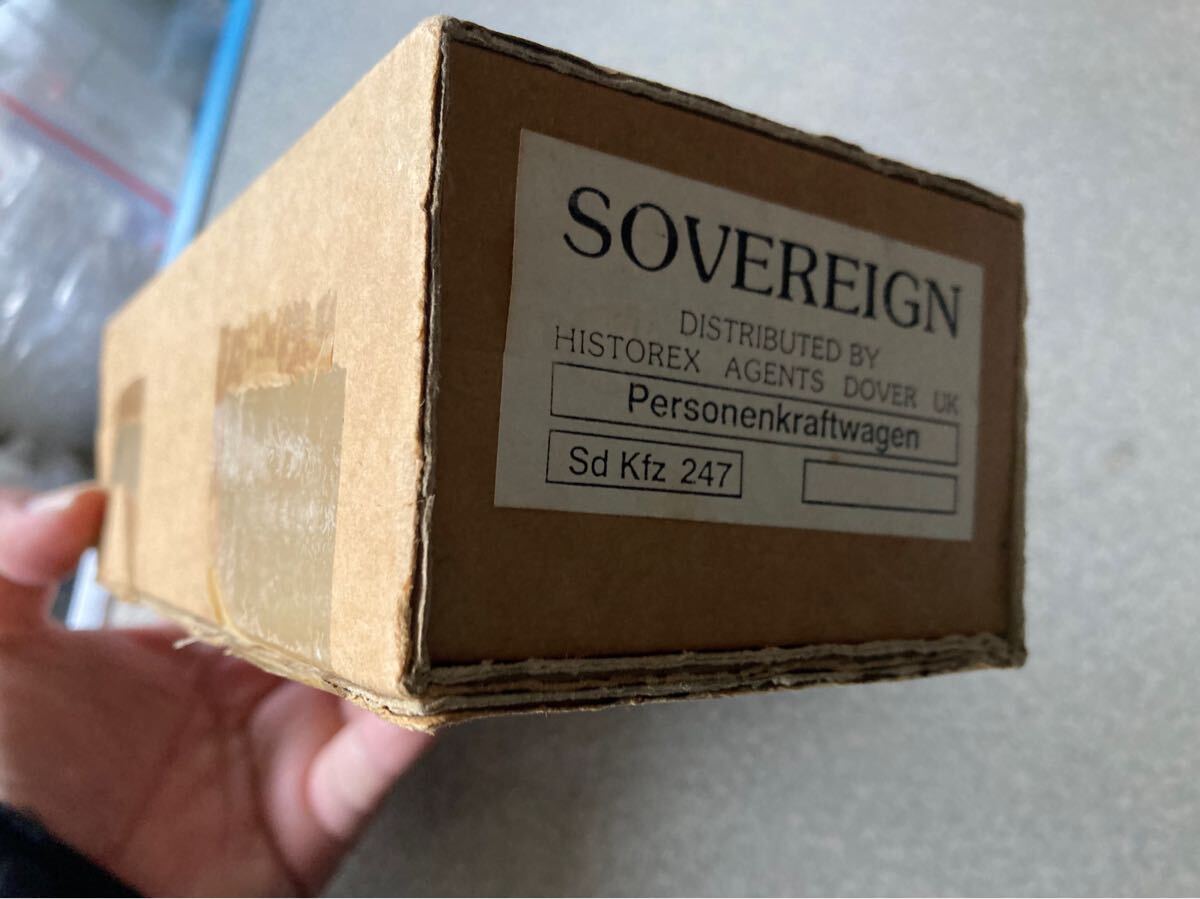 SOVEREIGN
DISTRIBUTED BY
HISTOREX AGENTS DOVER UK
Personenkraftwagen
Sd Kfz 247